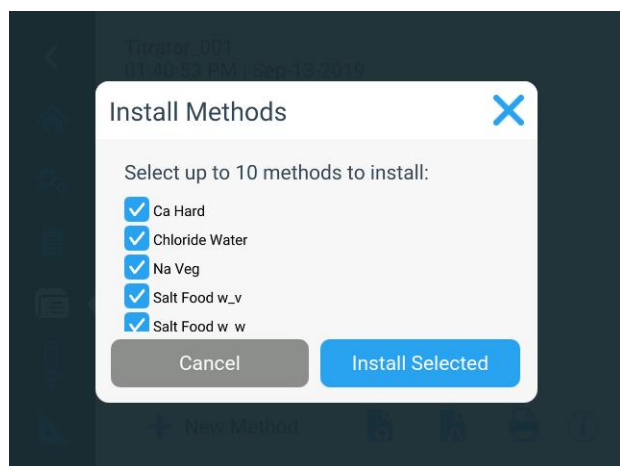 Titrator_001
01:40:53 PM | Sep-13-2019
Install Methods
Select up to 10 methods to install:
Ca Hard
Chloride Water
Na Veg
Salt Food w_v
Salt Food w w
Cancel
Install Selected
New Method